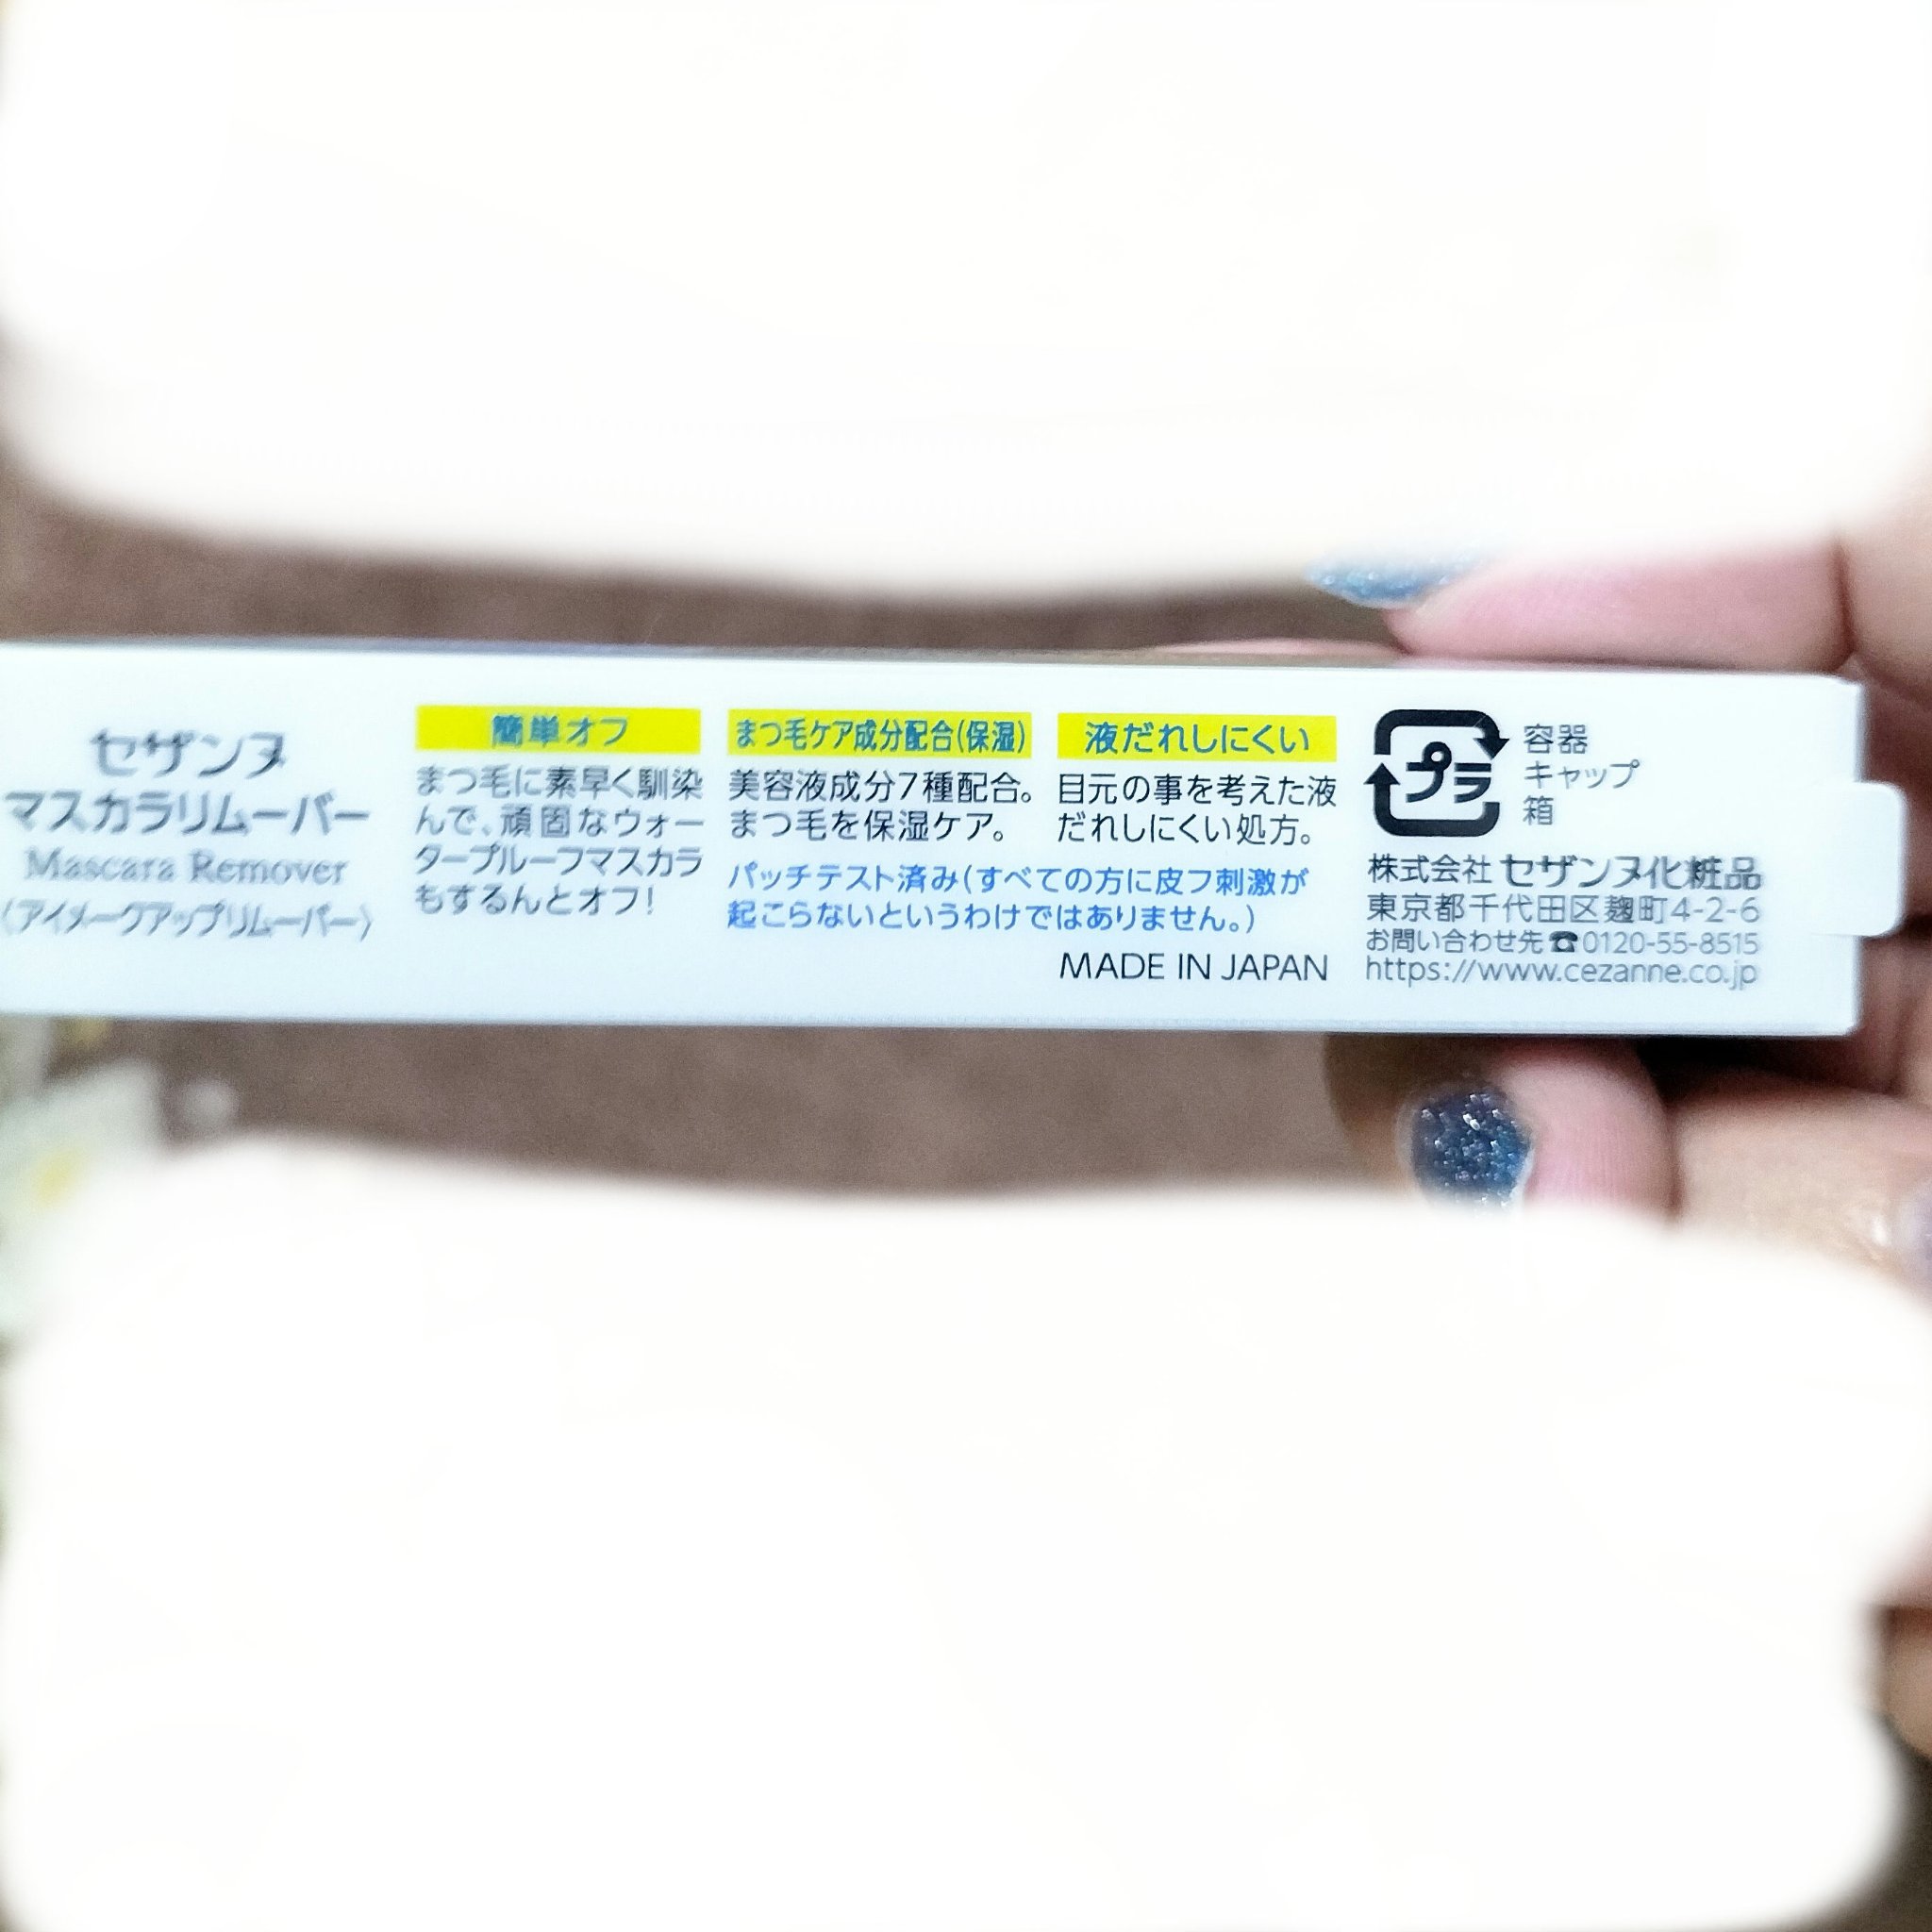 セザンヌ
マスカラリムーバー
Mascara Remover
〈アイメークアップリムーバー〉
簡単オフ
まつ毛に素早く馴染
んで、頑固なウォー
タープルーフマスカラ
もするんとオフ!
まつ毛ケア成分配合(保湿)
美容液成分7種配合。
まつ毛を保湿ケア。
液だれしにくい
目元の事を考えた液
だれしにくい処方。
パッチテスト済み(すべての方に皮フ刺激が
起こらないというわけではありません。)
MADE IN JAPAN
プラ
容器
キャップ
箱
株式会社 セザンヌ化粧品
東京都千代田区麹町4-2-6
お問い合わせ先☎0120-55-8515
https://www.cezanne.co.jp